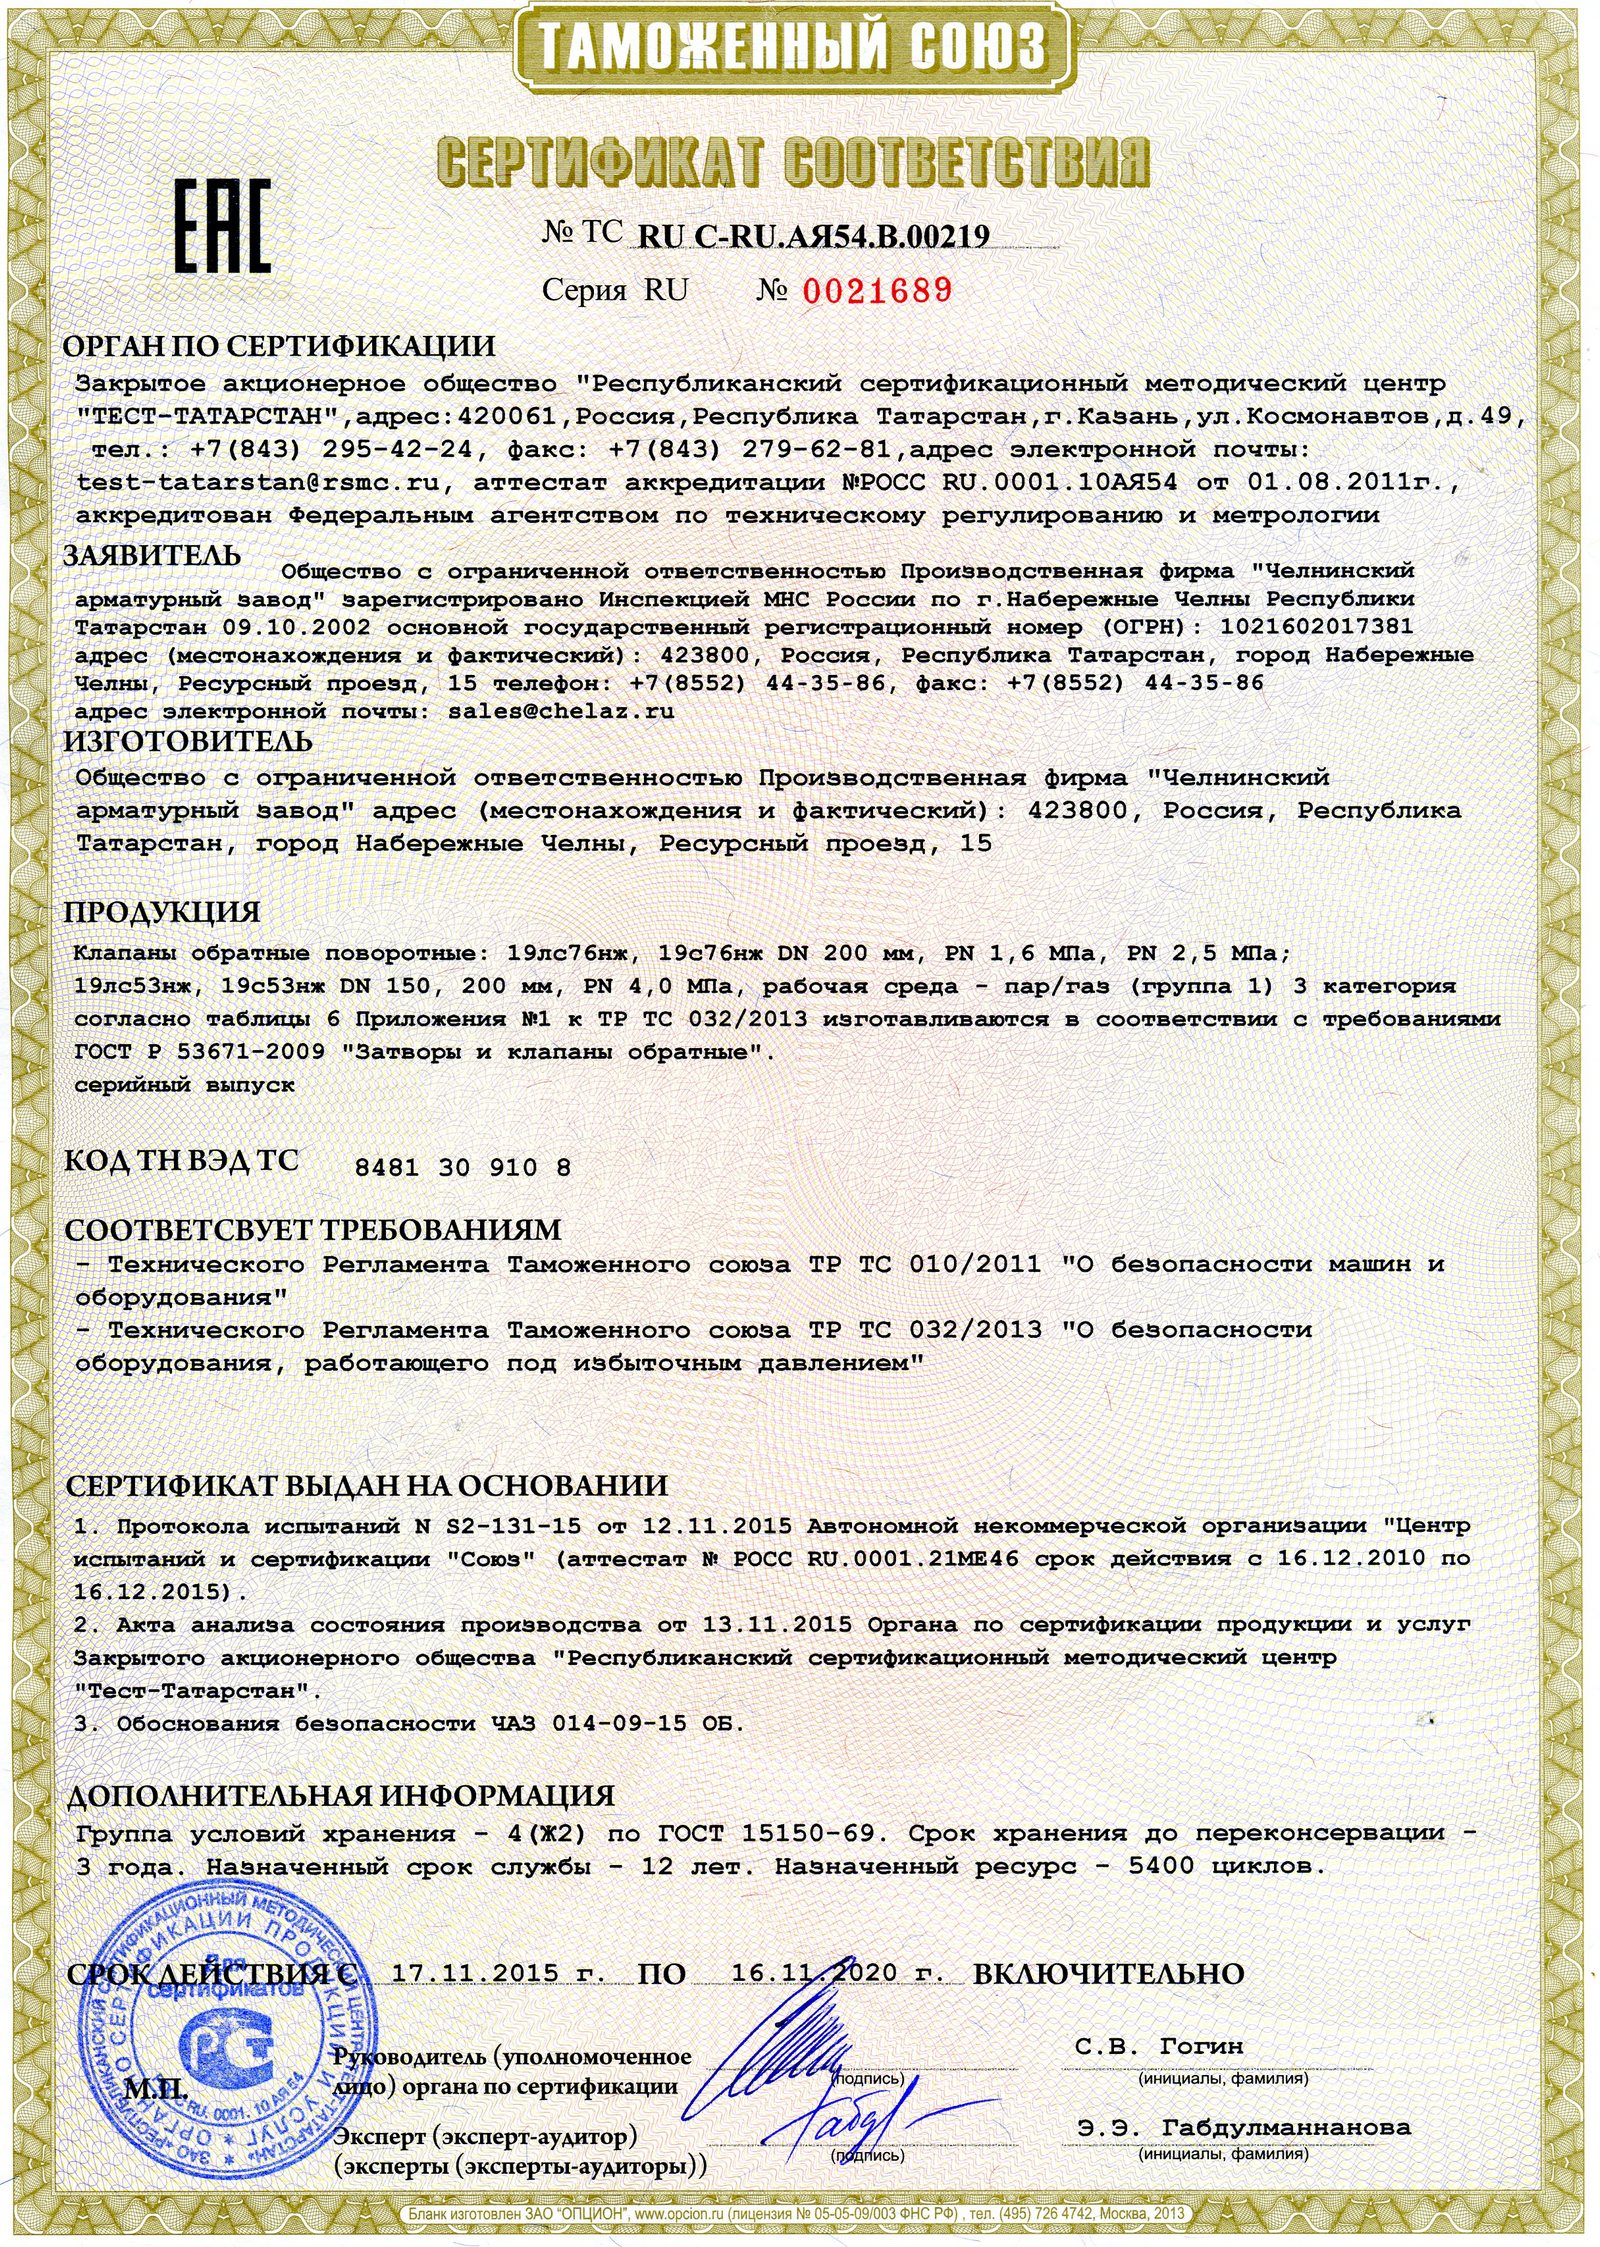 ТАМОЖЕННЫЙ СОЮЗ
СЕРТИФИКАТ СООТВЕТСТВИЯ
ЕАС
№ ТС RU С-RU.АЯ54.В.00219
Серия RU № 0021689
ОРГАН ПО СЕРТИФИКАЦИИ
Закрытое акционерное общество "Республиканский сертификационный методический центр
"ТЕСТ-ТАТАРСТАН",адрес:420061,Россия,Республика Татарстан,г.Казань,ул.Космонавтов,д.49,
тел.: +7(843) 295-42-24, факс: +7(843) 279-62-81,адрес электронной почты:
test-tatarstan@rsmc.ru, аттестат аккредитации №РОСС RU.0001.10АЯ54 от 01.08.2011г.,
аккредитован Федеральным агентством по техническому регулированию и метрологии
ЗАЯВИТЕЛЬ
Общество с ограниченной ответственностью Производственная фирма "Челнинский
арматурный завод" зарегистрировано Инспекцией МНС России по г.Набережные Челны Республики
Татарстан 09.10.2002 основной государственный регистрационный номер (ОГРН): 1021602017381
адрес (местонахождения и фактический): 423800, Россия, Республика Татарстан, город Набережные
Челны, Ресурсный проезд, 15 телефон: +7(8552) 44-35-86, факс: +7(8552) 44-35-86
адрес электронной почты: sales@chelaz.ru
ИЗГОТОВИТЕЛЬ
Общество с ограниченной ответственностью Производственная фирма "Челнинский
арматурный завод" адрес (местонахождения и фактический): 423800, Россия, Республика
Татарстан, город Набережные Челны, Ресурсный проезд, 15
ПРОДУКЦИЯ
Клапаны обратные поворотные: 19лс76нж, 19с76нж DN 200 мм, PN 1,6 МПа, PN 2,5 МПа;
19лс53нж, 19с53нж DN 150, 200 мм, PN 4,0 МПа, рабочая среда - пар/газ (группа 1) 3 категория
согласно таблицы 6 Приложения №1 к ТР ТС 032/2013 изготавливаются в соответствии с требованиями
ГОСТ Р 53671-2009 "Затворы и клапаны обратные".
серийный выпуск
КОД ТН ВЭД ТС 8481 30 910 8
СООТВЕТСВУЕТ ТРЕБОВАНИЯМ
- Технического Регламента Таможенного союза ТР ТС 010/2011 "О безопасности машин и
оборудования"
- Технического Регламента Таможенного союза ТР ТС 032/2013 "О безопасности
оборудования, работающего под избыточным давлением"
СЕРТИФИКАТ ВЫДАН НА ОСНОВАНИИ
1. Протокола испытаний N S2-131-15 от 12.11.2015 Автономной некоммерческой организации "Центр
испытаний и сертификации "Союз" (аттестат № РОСС RU.0001.21МЕ46 срок действия с 16.12.2010 по
16.12.2015).
2. Акта анализа состояния производства от 13.11.2015 Органа по сертификации продукции и услуг
Закрытого акционерного общества "Республиканский сертификационный методический центр
"Тест-Татарстан".
3. Обоснования безопасности ЧАЗ 014-09-15 ОБ.
ДОПОЛНИТЕЛЬНАЯ ИНФОРМАЦИЯ
Группа условий хранения - 4(Ж2) по ГОСТ 15150-69. Срок хранения до переконсервации -
3 года. Назначенный срок службы - 12 лет. Назначенный ресурс - 5400 циклов.
СРОК ДЕЙСТВИЯ С 17.11.2015 г. ПО 16.11.2020 г. ВКЛЮЧИТЕЛЬНО
Для
сертификатов
М.П.
Руководитель (уполномоченное
лицо) органа по сертификации
(подпись)
С.В. Гогин
(инициалы, фамилия)
Эксперт (эксперт-аудитор)
(эксперты (эксперты-аудиторы))
(подпись)
Э.Э. Габдулманнанова
(инициалы, фамилия)
Бланк изготовлен ЗАО "ОПЦИОН", www.opcion.ru (лицензия № 05-05-09/003 ФНС РФ) , тел. (495) 726 4742, Москва, 2013